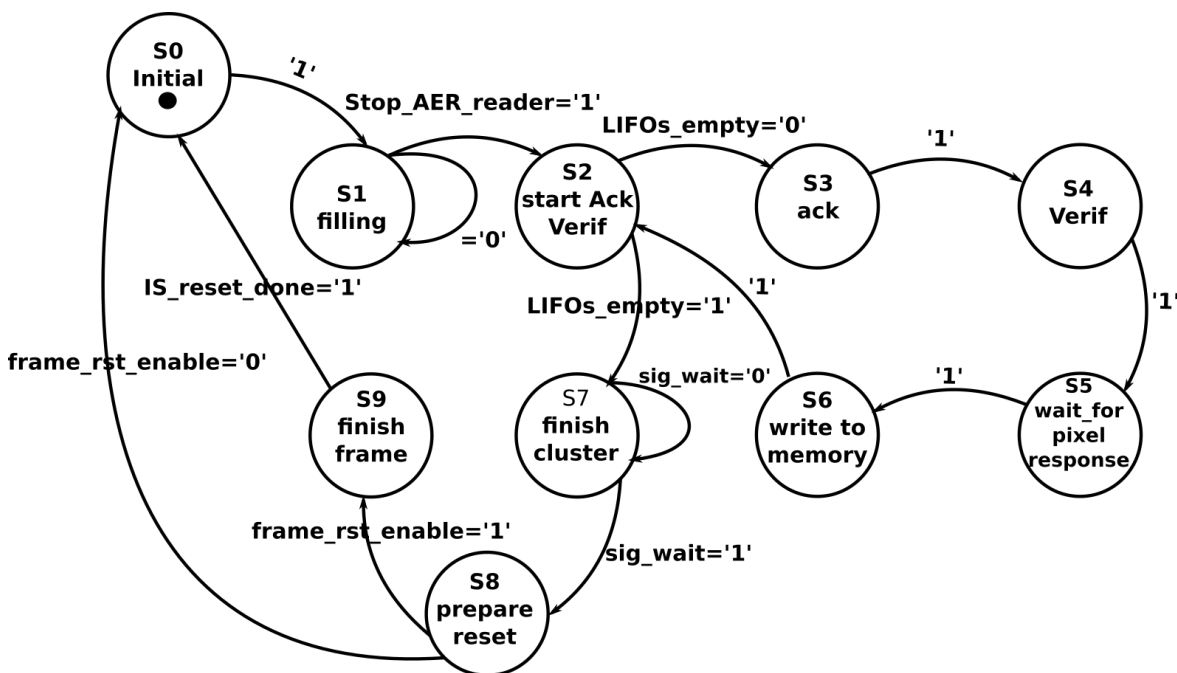 S0
Initial
'1'
Stop_AER_reader='1'
LIFOs_empty='0'
'1'
S1
filling
='0'
S2
start Ack
Verif
S3
ack
S4
Verif
IS_reset_done='1'
LIFOs_empty='1'
'1'
'1'
frame_rst_enable='0'
sig_wait='0'
'1'
S9
finish
frame
S7
finish
cluster
S6
write to
memory
S5
wait_for
pixel
response
frame_rst_enable='1'
sig_wait='1'
S8
prepare
reset